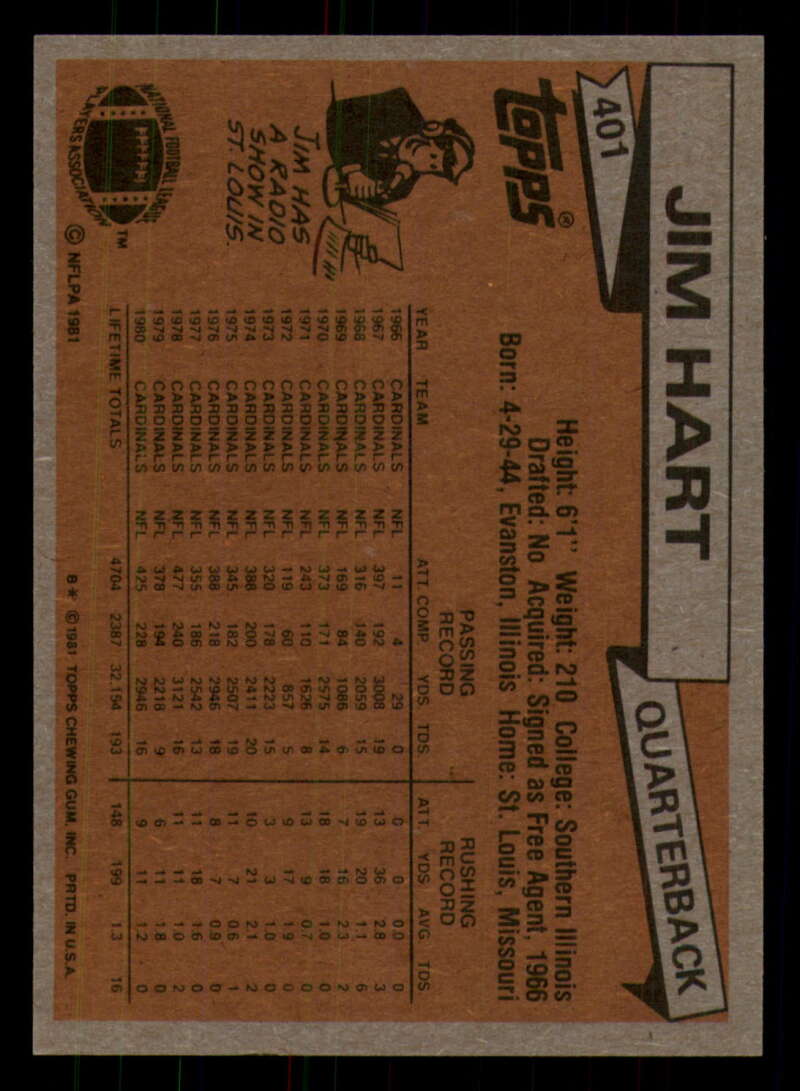 401
JIM HART
QUARTERBACK
topps®
Height: 6'1" Weight: 210 College: Southern Illinois
Drafted: No Acquired: Signed as Free Agent, 1966
Born: 4-29-44, Evanston, Illinois Home: St. Louis, Missouri
JIM HAS
A RADIO
SHOW IN
ST. LOUIS.
PASSING RUSHING
RECORD RECORD
YEAR TEAM ATT COMP YDS TDS ATT. YDS AVG TDS
1966 CARDINALS NFL 11 4 29 0 0 0 0.0 0
1967 CARDINALS NFL 397 192 3008 19 13 36 2.8 3
1968 CARDINALS NFL 316 140 2059 15 19 20 1.1 6
1969 CARDINALS NFL 169 84 1086 6 7 16 2.3 2
1970 CARDINALS NFL 373 171 2575 14 18 18 1.0 0
1971 CARDINALS NFL 243 110 1626 8 13 9 0.7 0
1972 CARDINALS NFL 119 60 857 5 9 17 1.9 0
1973 CARDINALS NFL 320 178 2223 15 3 3 1.0 0
1974 CARDINALS NFL 388 200 2411 20 10 21 2.1 2
1975 CARDINALS NFL 345 182 2507 19 11 7 0.6 1
1976 CARDINALS NFL 388 218 2946 18 8 7 0.9 0
1977 CARDINALS NFL 355 186 2542 13 11 18 1.6 0
1978 CARDINALS NFL 477 240 3121 16 11 11 1.0 2
1979 CARDINALS NFL 378 194 2218 9 6 11 1.8 0
1980 CARDINALS NFL 425 228 2946 16 9 11 1.2 0
LIFETIME TOTALS 4704 2387 32,154 193 148 199 1.3 16
NATIONAL FOOTBALL LEAGUE
PLAYERS ASSOCIATION
TM
© NFLPA 1981
B* © 1981 TOPPS CHEWING GUM, INC. PRTD. IN U.S.A.